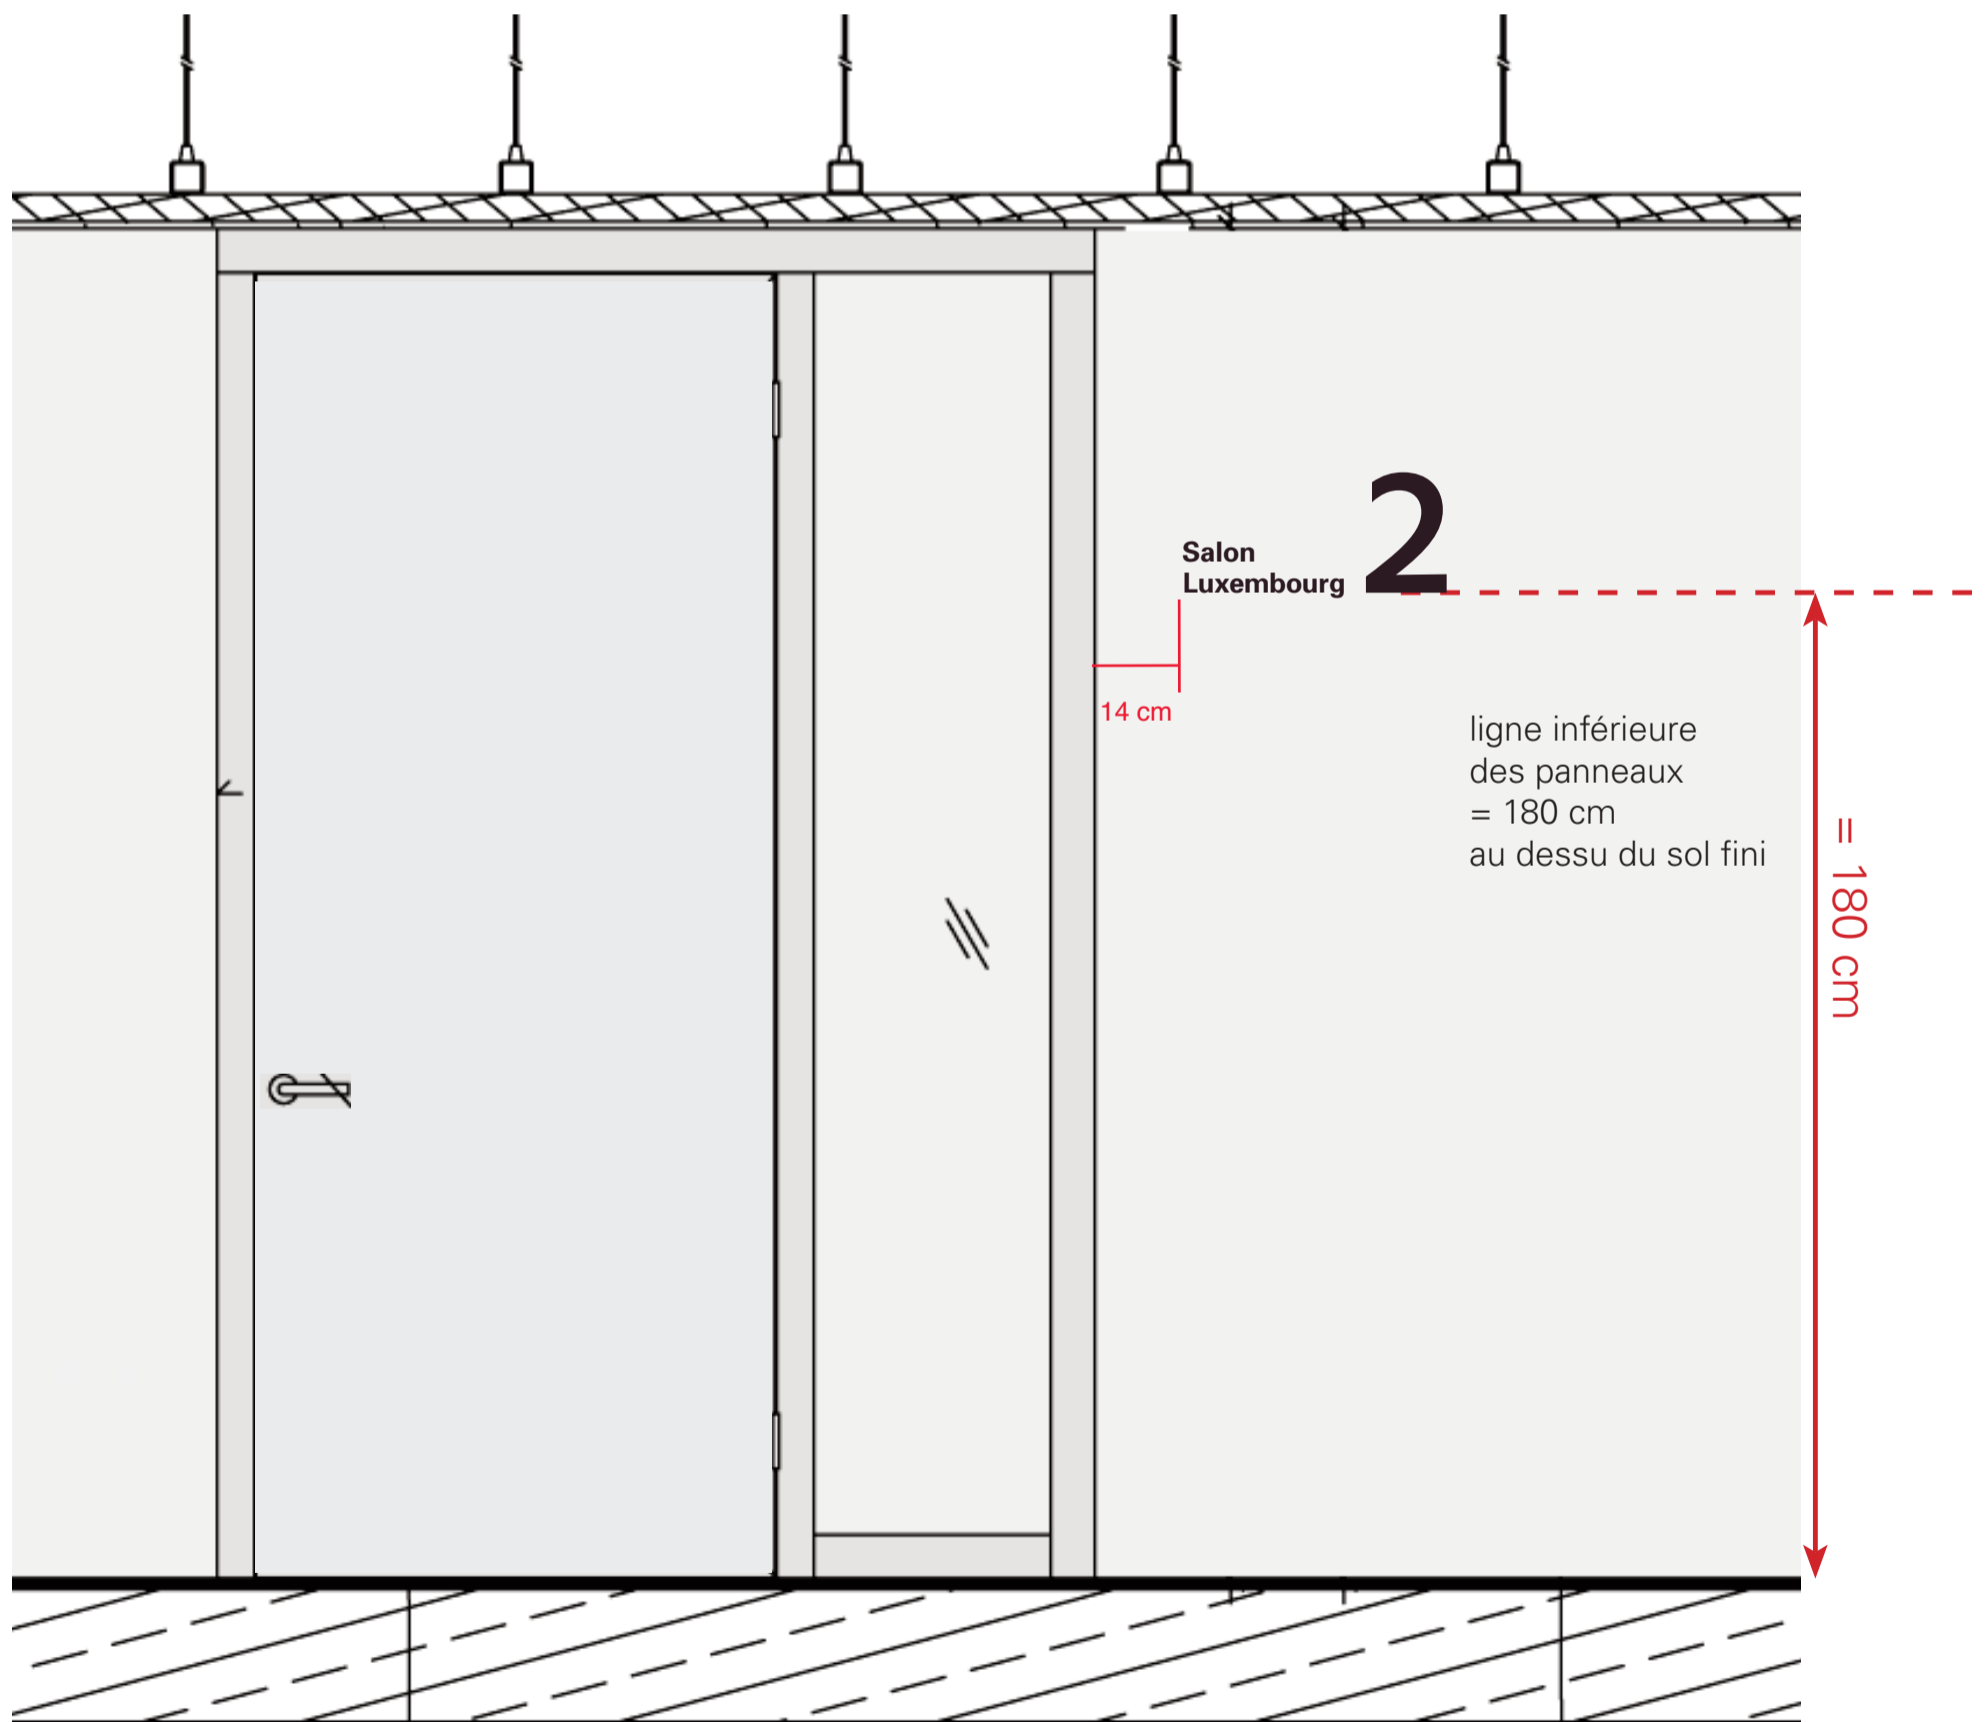 2
Salon
Luxembourg
14 cm
ligne inférieure
des panneaux
= 180 cm
au dessu du sol fini
= 180 cm